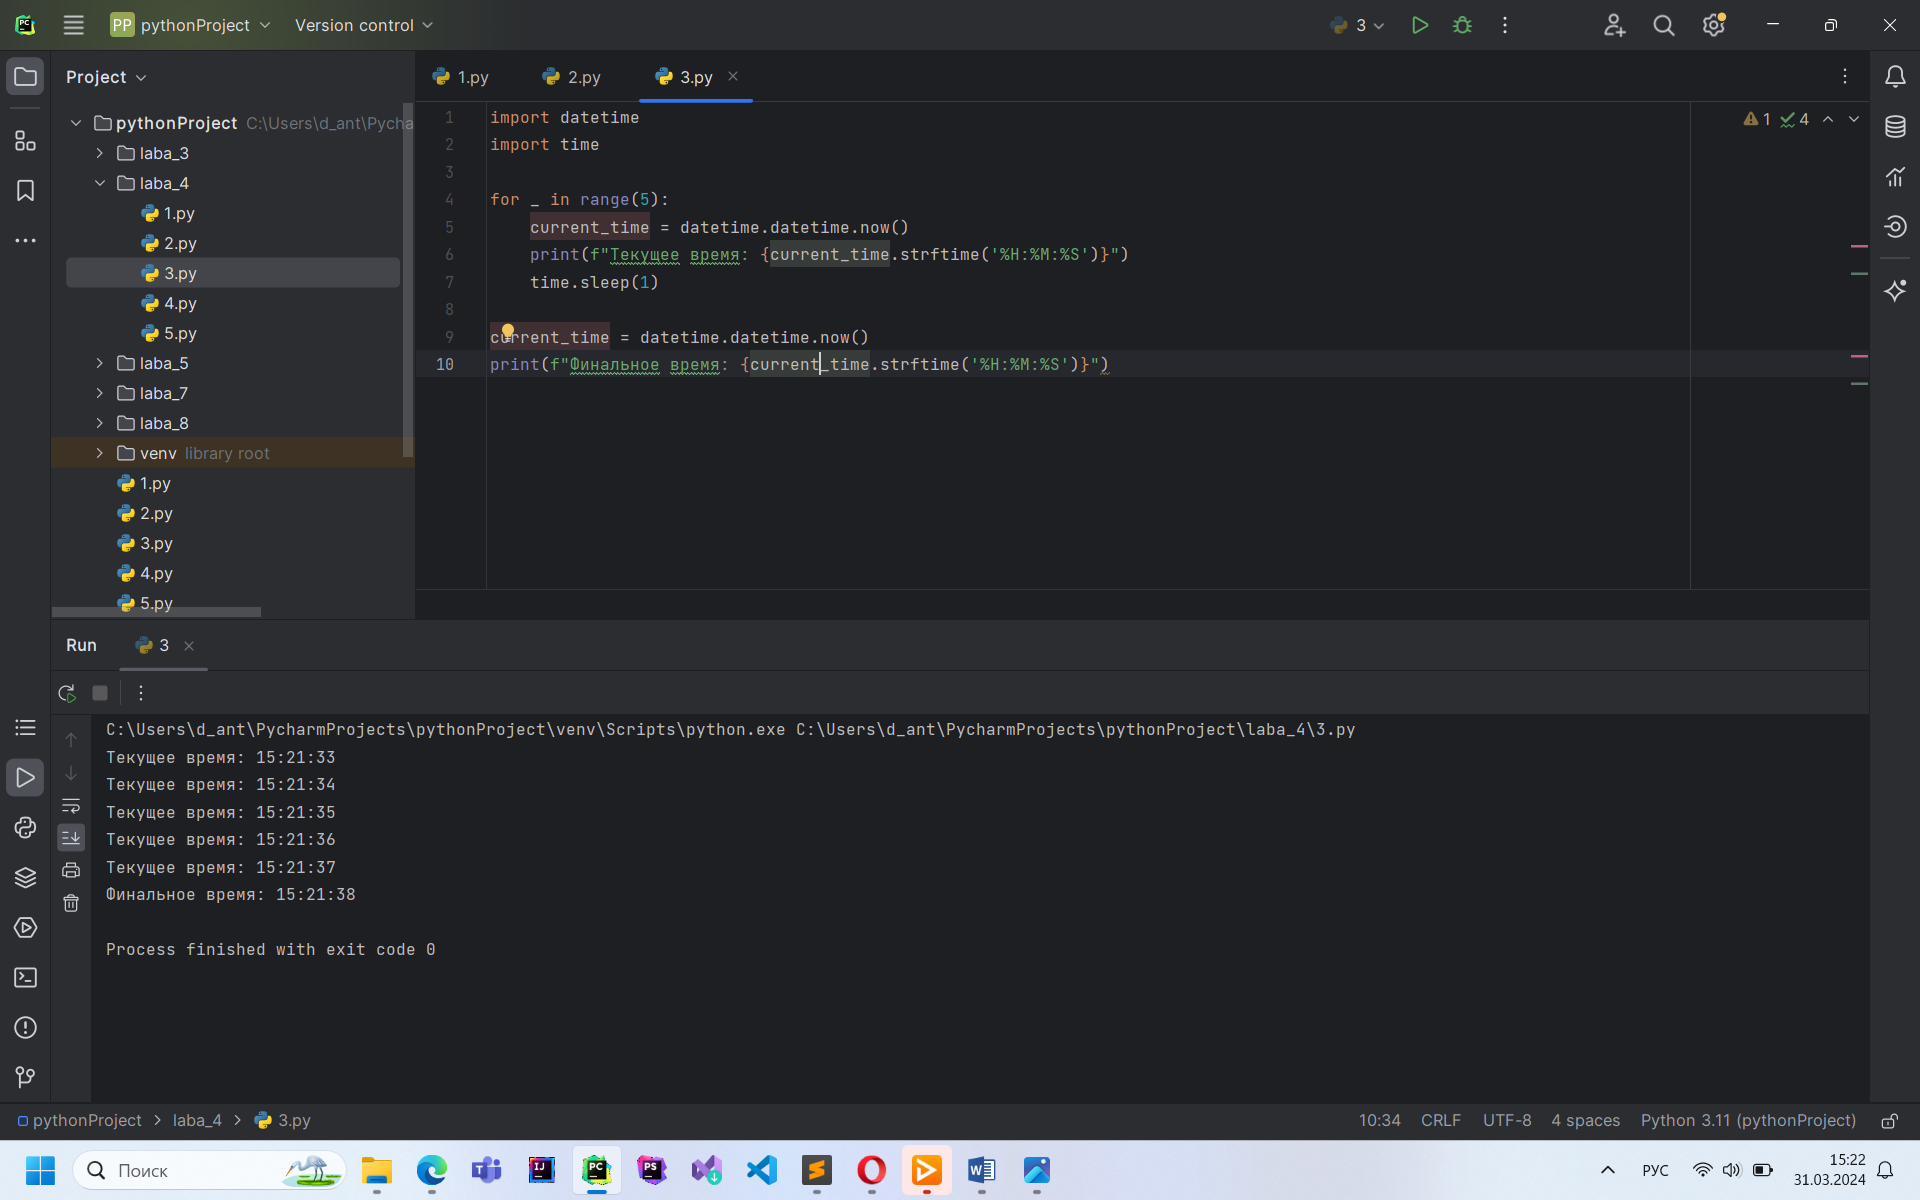 PP pythonProject Version control 3
Project
1.py 2.py 3.py
pythonProject C:\Users\d_ant\Pycha
laba_3
laba_4
1.py
2.py
3.py
4.py
5.py
laba_5
laba_7
laba_8
venv library root
1.py
2.py
3.py
4.py
5.py
1 import datetime
2 import time
3
4 for _ in range(5):
5 current_time = datetime.datetime.now()
6 print(f"Текущее время: {current_time.strftime('%H:%M:%S')}")
7 time.sleep(1)
8
9 current_time = datetime.datetime.now()
10 print(f"Финальное время: {current_time.strftime('%H:%M:%S')}")
1 4
Run 3
C:\Users\d_ant\PycharmProjects\pythonProject\venv\Scripts\python.exe C:\Users\d_ant\PycharmProjects\pythonProject\laba_4\3.py
Текущее время: 15:21:33
Текущее время: 15:21:34
Текущее время: 15:21:35
Текущее время: 15:21:36
Текущее время: 15:21:37
Финальное время: 15:21:38
Process finished with exit code 0
pythonProject laba_4 3.py 10:34 CRLF UTF-8 4 spaces Python 3.11 (pythonProject)
Поиск РУС 15:22
31.03.2024